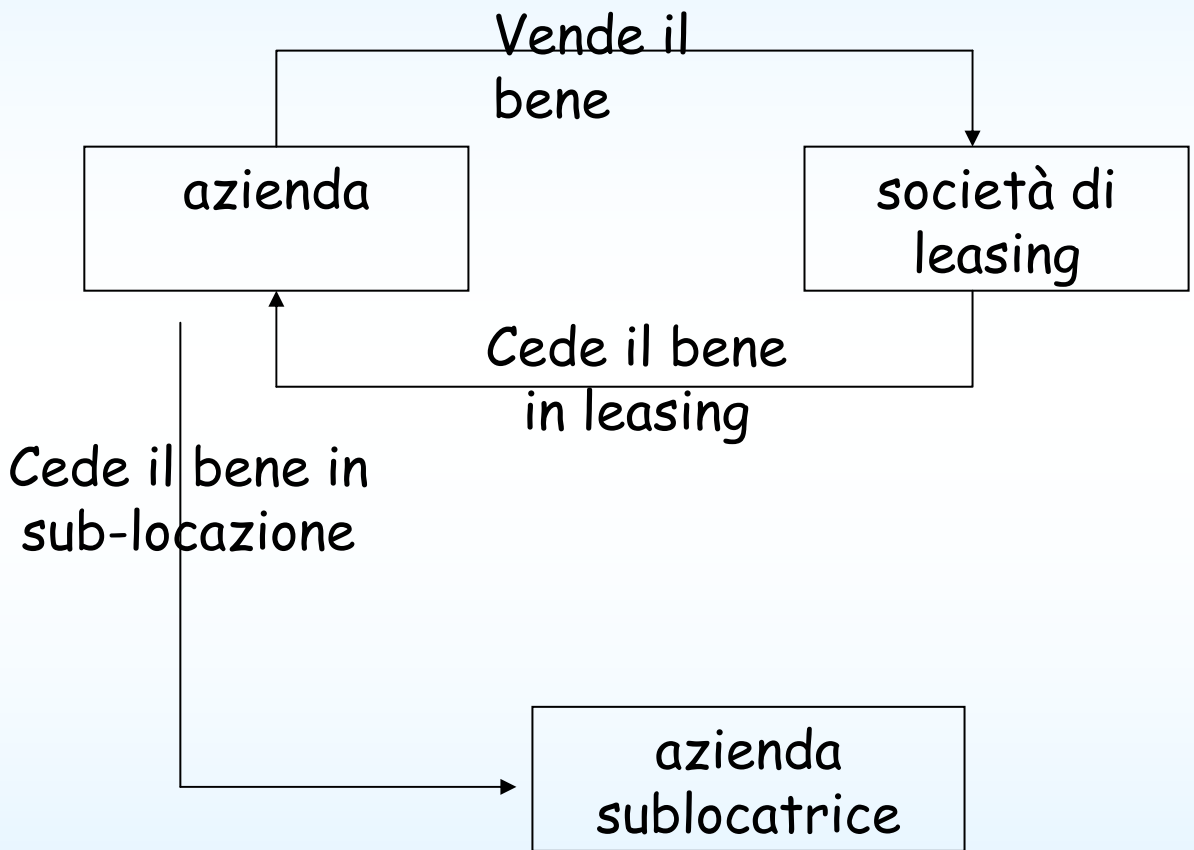 Vende il
bene
azienda
società di
leasing
Cede il bene
in leasing
Cede il bene in
sub-locazione
azienda
sublocatrice